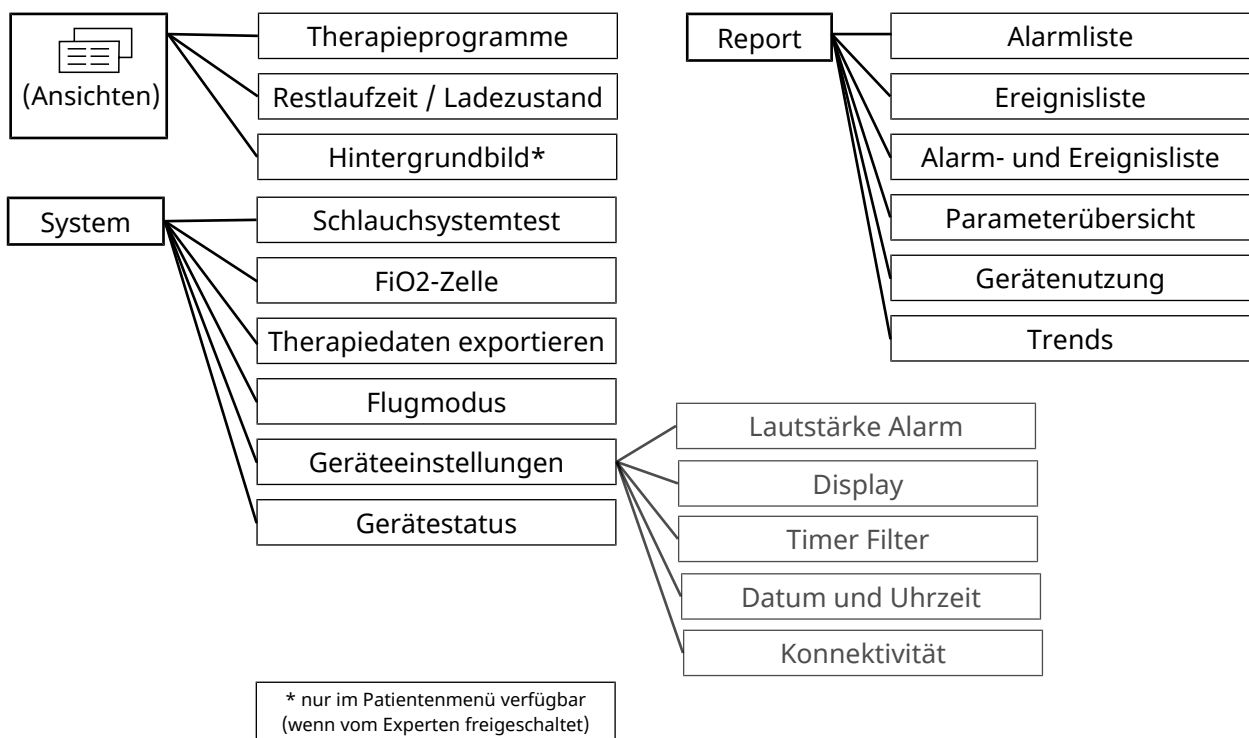 (Ansichten)
Therapieprogramme
Restlaufzeit / Ladezustand
Hintergrundbild*
System
Schlauchsystemtest
FiO2-Zelle
Therapiedaten exportieren
Flugmodus
Geräteeinstellungen
Gerätestatus
Lautstärke Alarm
Display
Timer Filter
Datum und Uhrzeit
Konnektivität
Report
Alarmliste
Ereignisliste
Alarm- und Ereignisliste
Parameterübersicht
Gerätenutzung
Trends
* nur im Patientenmenü verfügbar
(wenn vom Experten freigeschaltet)